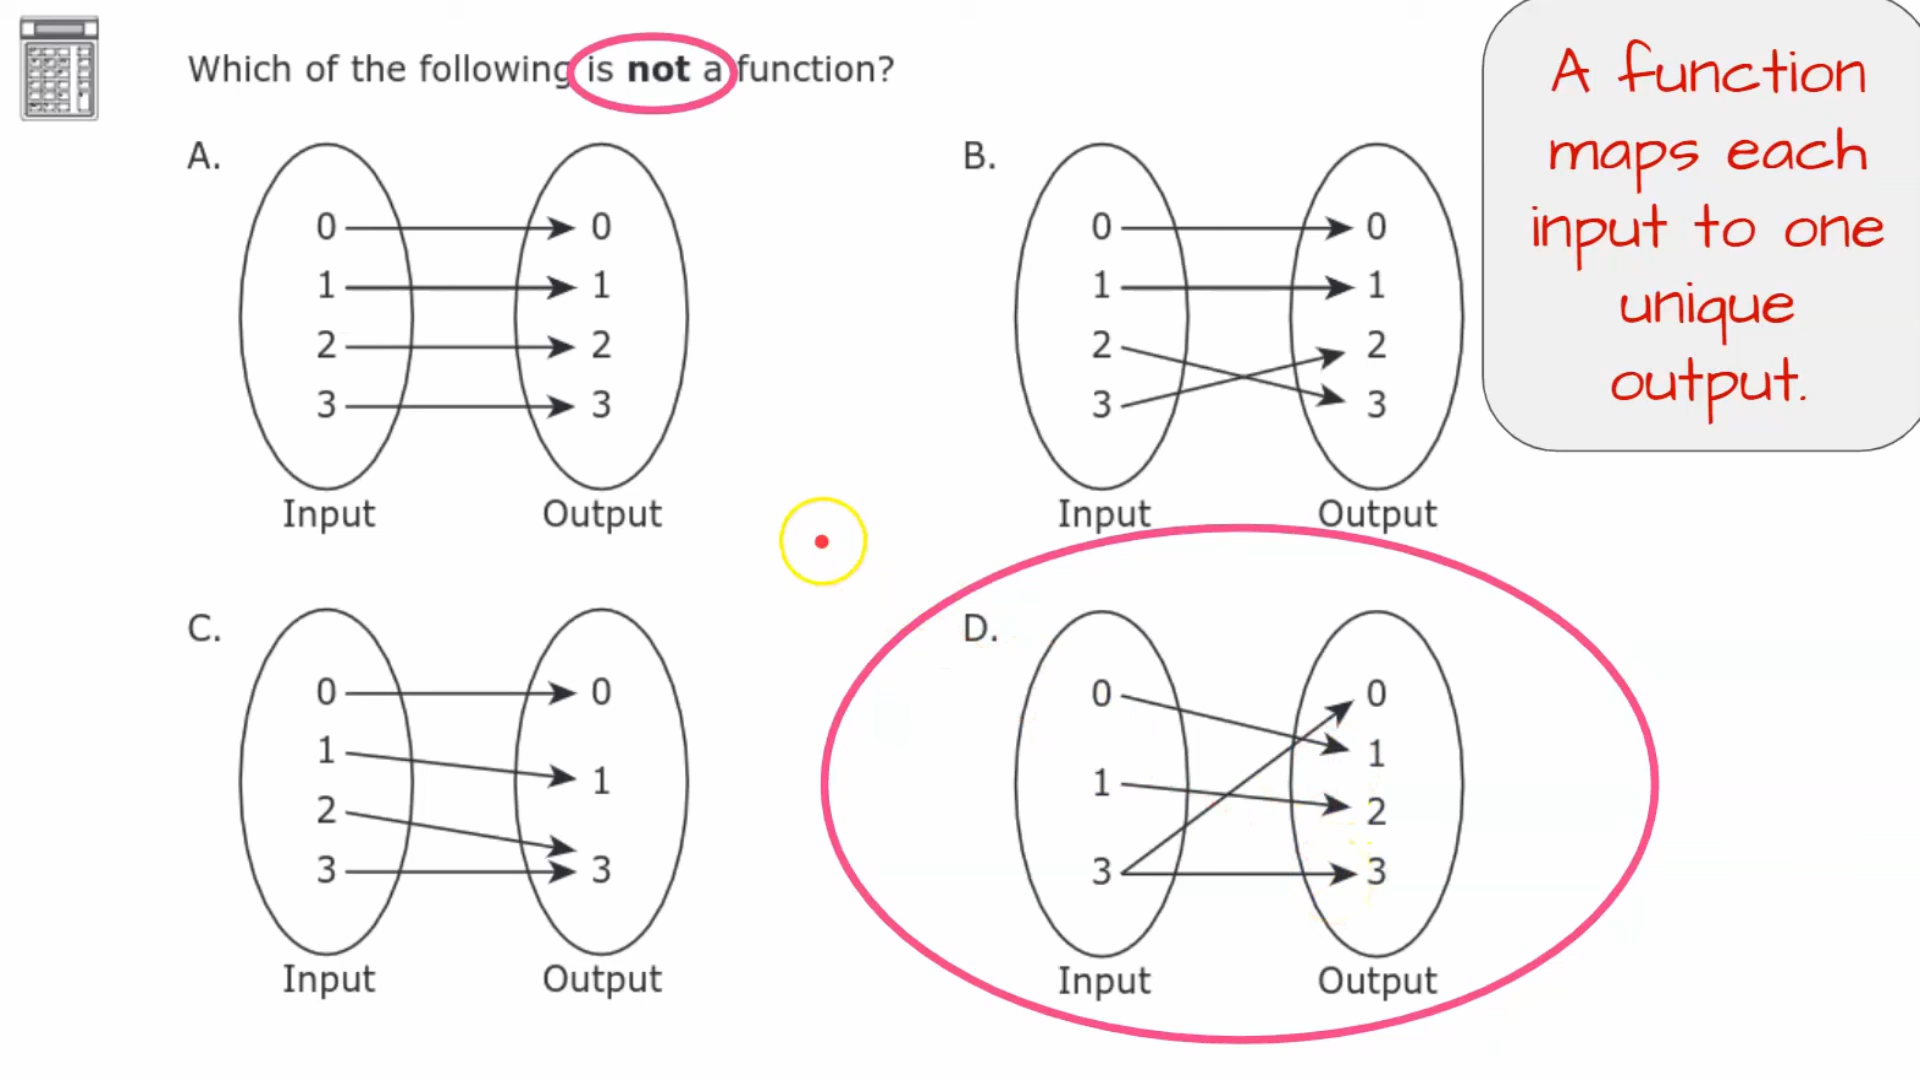 Which of the following is not a function?
A function
maps each
input to one
unique
output.
A.
0 0
1 1
2 2
3 3
Input Output
B.
0 0
1 1
2 2
3 3
Input Output
C.
0 0
1
1
2
3 3
Input Output
D.
0 0
1
1
2
3 3
Input Output